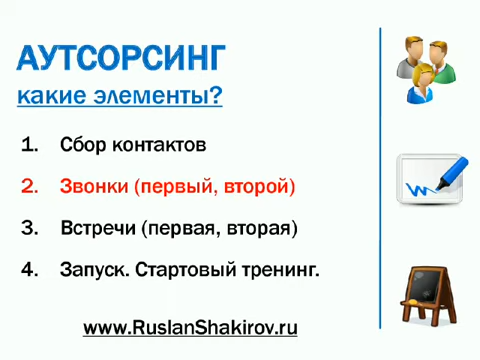 АУТСОРСИНГ
какие элементы?
1. Сбор контактов
2. Звонки (первый, второй)
3. Встречи (первая, вторая)
4. Запуск. Стартовый тренинг.
www.RuslanShakirov.ru